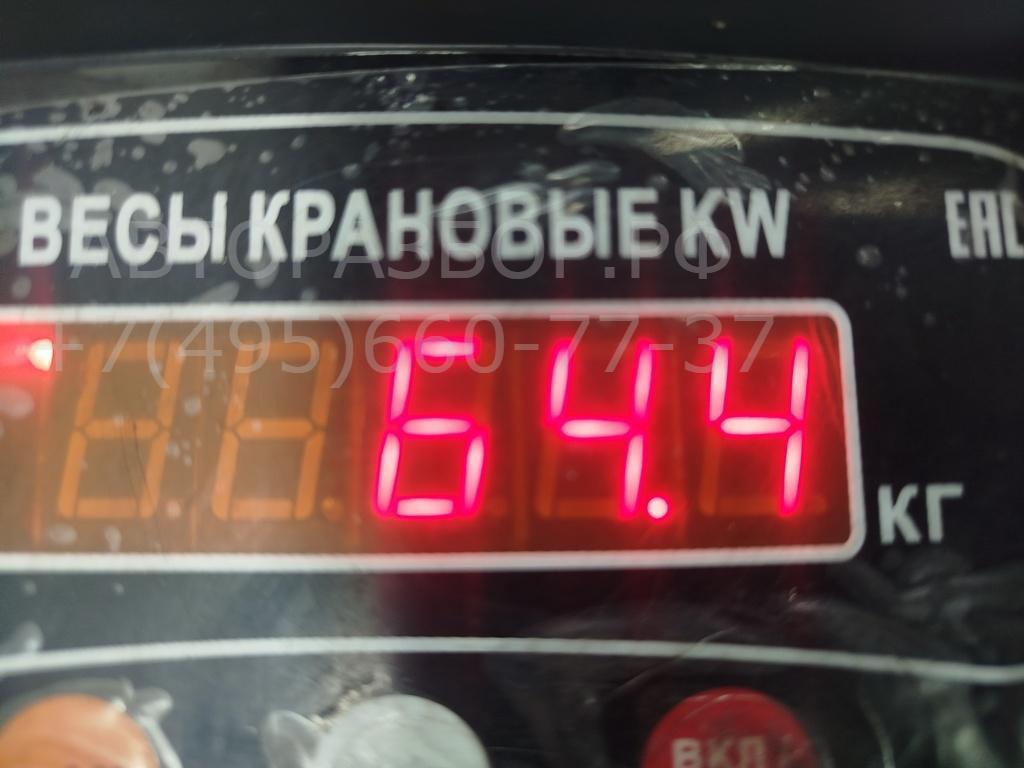 ВЕСЫ КРАНОВЫЕ KW
EAC
АВТОРАЗБОР.РФ
+7(495)660-77-37
64.4
кг
ВКЛ